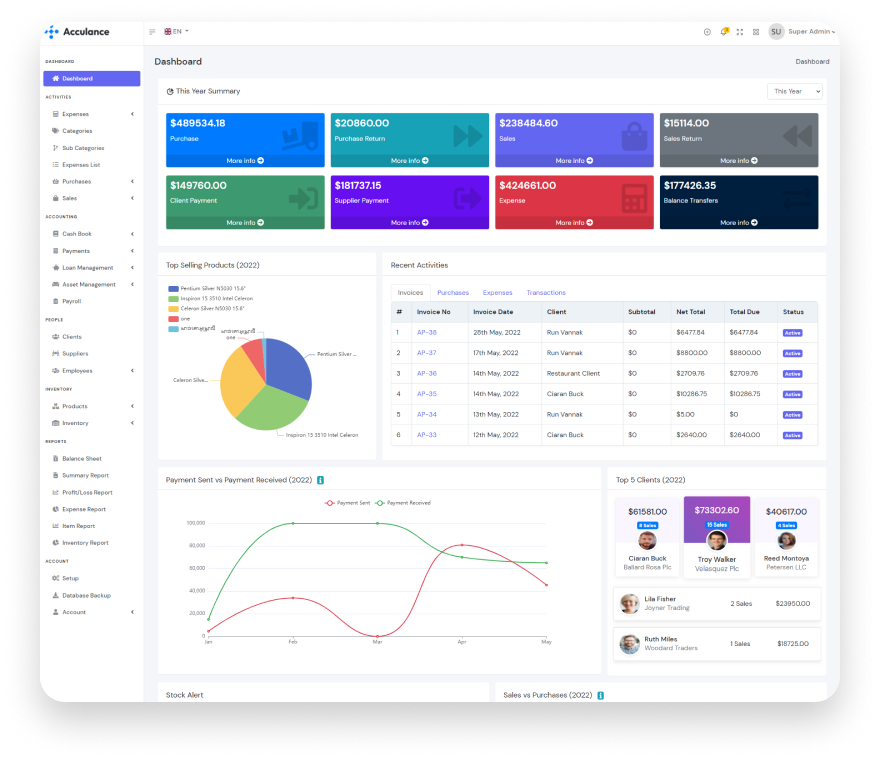 Acculance
EN
SU Super Admin
DASHBOARD
Dashboard
ACTIVITIES
Expenses
Categories
Sub Categories
Expenses List
Purchases
Sales
ACCOUNTING
Cash Book
Payments
Loan Management
Asset Management
Payroll
PEOPLE
Clients
Suppliers
Employees
INVENTORY
Products
Inventory
REPORTS
Balance Sheet
Summary Report
Profit/Loss Report
Expense Report
Item Report
Inventory Report
ACCOUNT
Setup
Database Backup
Account
Dashboard Dashboard
This Year Summary This Year
$489534.18 $20860.00 $238484.60 $15114.00
Purchase Purchase Return Sales Sales Return
More info More info More info More info
$149760.00 $181737.15 $424661.00 $177426.35
Client Payment Supplier Payment Expense Balance Transfers
More info More info More info More info
Top Selling Products (2022)
Pentium Silver N5030 15.6"
Inspiron 15 3510 Intel Celeron
Celeron Silver N5030 15.6"
one
one
Pentium Silver ...
Celeron Silve...
Inspiron 15 3510 Intel Celeron
Recent Activities
Invoices Purchases Expenses Transactions
# Invoice No Invoice Date Client Subtotal Net Total Total Due Status
1 AP-38 28th May, 2022 Run Vannak $0 $6477.84 $6477.84 Active
2 AP-37 17th May, 2022 Run Vannak $0 $8800.00 $8800.00 Active
3 AP-36 14th May, 2022 Restaurant Client $0 $2709.76 $2709.76 Active
4 AP-35 14th May, 2022 Ciaran Buck $0 $10286.75 $10286.75 Active
5 AP-34 13th May, 2022 Run Vannak $0 $5.00 $0 Active
6 AP-33 12th May, 2022 Ciaran Buck $0 $2640.00 $2640.00 Active
Payment Sent vs Payment Received (2022)
Payment Sent Payment Received
100,000
80,000
60,000
40,000
20,000
0
Jan Feb Mar Apr May
Top 5 Clients (2022)
$61581.00 $73302.60 $40617.00
8 Sales 15 Sales 4 Sales
Ciaran Buck Troy Walker Reed Montoya
Ballard Rosa Plc Velasquez Plc Petersen LLC
Lila Fisher
Joyner Trading 2 Sales $23950.00
Ruth Miles
Woodard Traders 1 Sales $18725.00
Stock Alert
Sales vs Purchases (2022)